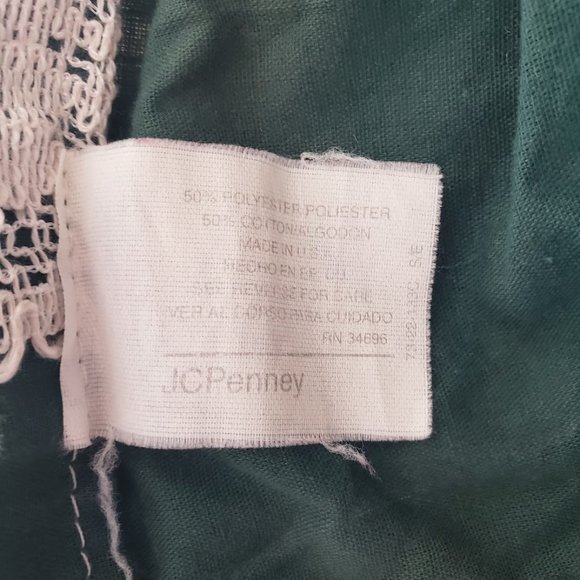 50% POLYESTER POLIESTER
50% COTTON/ALGODON
MADE IN U.S.
HECHO EN EE. UU.
SEE REVERSE FOR CARE
VER AL DORSO PARA CUIDADO
RN 34696
JCPenney